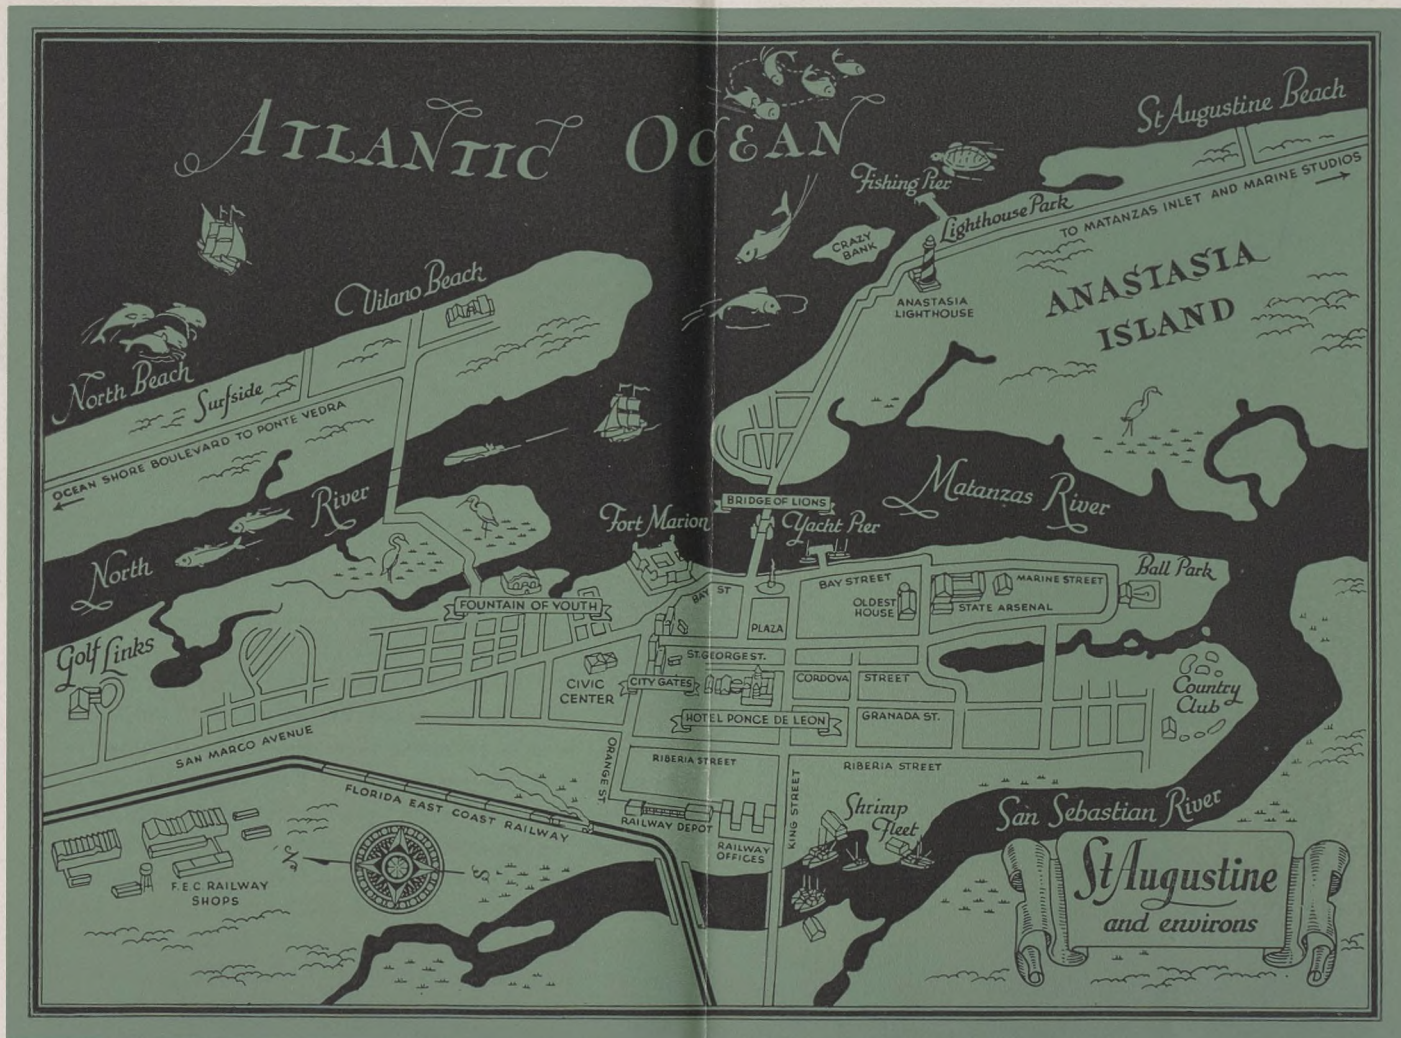 ATLANTIC OCEAN
St Augustine Beach
Fishing Pier
Lighthouse Park
TO MATANZAS INLET AND MARINE STUDIOS
CRAZY
BANK
ANASTASIA
LIGHTHOUSE
ANASTASIA
ISLAND
Vilano Beach
North Beach
Surfside
OCEAN SHORE BOULEVARD TO PONTE VEDRA
North River
Fort Marion
BRIDGE OF LIONS
Yacht Pier
Matanzas River
Golf Links
FOUNTAIN OF YOUTH
BAY ST
BAY STREET
OLDEST
HOUSE
MARINE STREET
STATE ARSENAL
Ball Park
PLAZA
ST. GEORGE ST.
CIVIC
CENTER
CITY GATES
CORDOVA STREET
Country
Club
HOTEL PONCE DE LEON
GRANADA ST.
SAN MARCO AVENUE
ORANGE ST.
RIBERIA STREET
RIBERIA STREET
FLORIDA EAST COAST RAILWAY
RAILWAY DEPOT
RAILWAY
OFFICES
KING STREET
Shrimp
Fleet
San Sebastian River
F.E.C RAILWAY
SHOPS
N
S
St Augustine
and environs